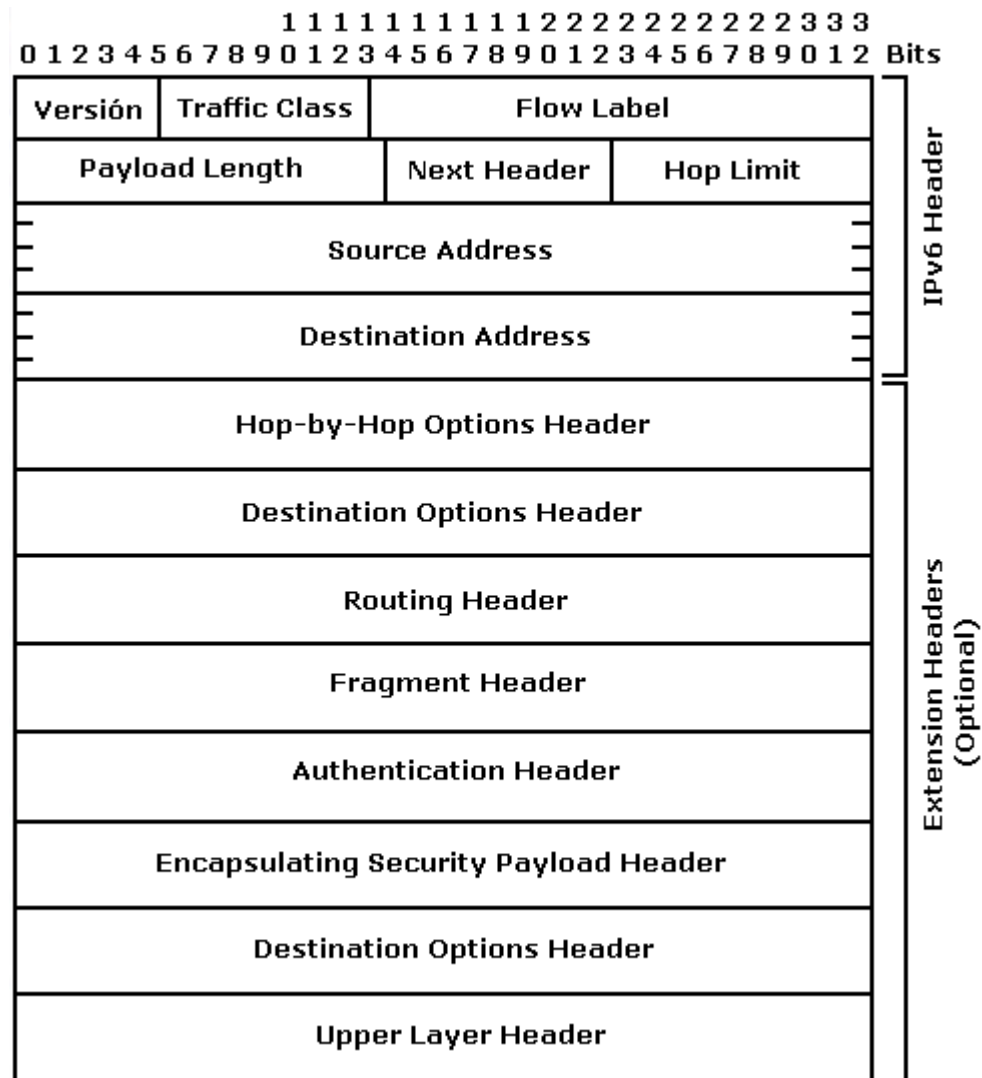 1 1 1 1 1 1 1 1 1 1 2 2 2 2 2 2 2 2 2 2 3 3 3
0 1 2 3 4 5 6 7 8 9 0 1 2 3 4 5 6 7 8 9 0 1 2 3 4 5 6 7 8 9 0 1 2 Bits
Versión Traffic Class Flow Label
Payload Length Next Header Hop Limit
Source Address
Destination Address
IPv6 Header
Hop-by-Hop Options Header
Destination Options Header
Routing Header
Fragment Header
Authentication Header
Encapsulating Security Payload Header
Destination Options Header
Upper Layer Header
Extension Headers
(Optional)